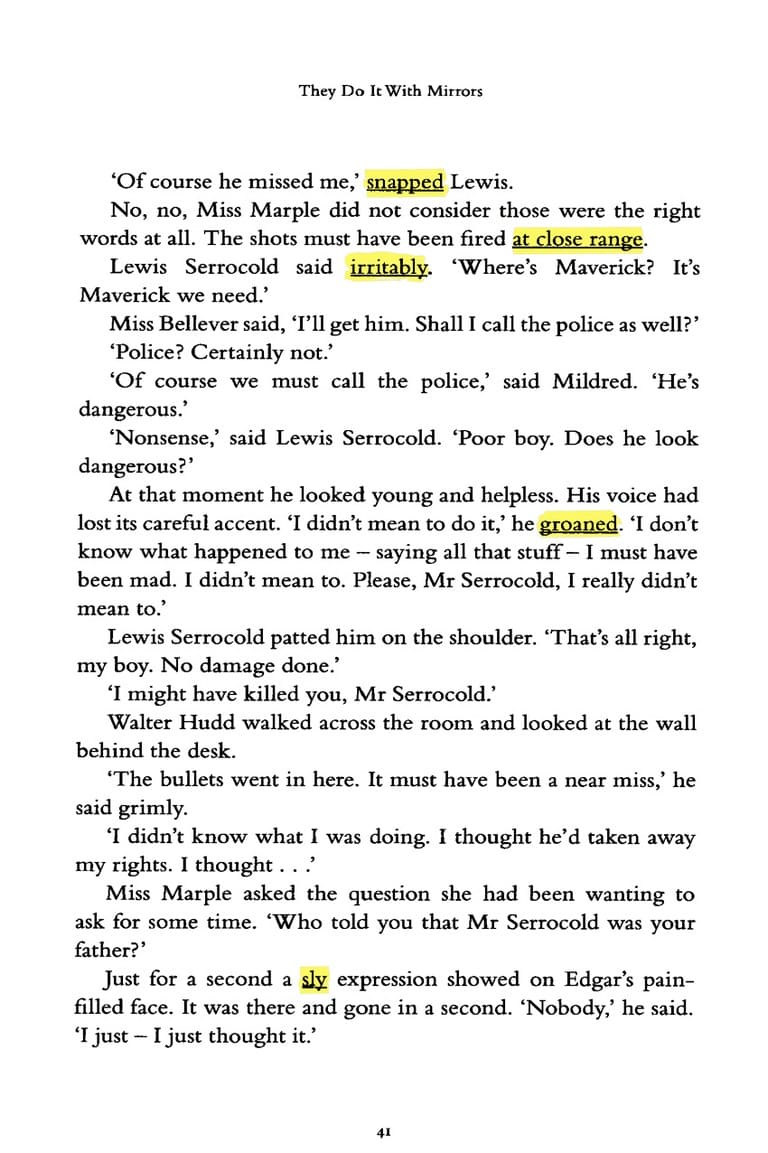 They Do It With Mirrors
‘Of course he missed me,’ snapped Lewis.
No, no, Miss Marple did not consider those were the right
words at all. The shots must have been fired at close range.
Lewis Serrocold said irritably. ‘Where’s Maverick? It’s
Maverick we need.’
Miss Bellever said, ‘I’ll get him. Shall I call the police as well?’
‘Police? Certainly not.’
‘Of course we must call the police,’ said Mildred. ‘He’s
dangerous.’
‘Nonsense,’ said Lewis Serrocold. ‘Poor boy. Does he look
dangerous?’
At that moment he looked young and helpless. His voice had
lost its careful accent. ‘I didn’t mean to do it,’ he groaned. ‘I don’t
know what happened to me – saying all that stuff – I must have
been mad. I didn’t mean to. Please, Mr Serrocold, I really didn’t
mean to.’
Lewis Serrocold patted him on the shoulder. ‘That’s all right,
my boy. No damage done.’
‘I might have killed you, Mr Serrocold.’
Walter Hudd walked across the room and looked at the wall
behind the desk.
‘The bullets went in here. It must have been a near miss,’ he
said grimly.
‘I didn’t know what I was doing. I thought he’d taken away
my rights. I thought . . .’
Miss Marple asked the question she had been wanting to
ask for some time. ‘Who told you that Mr Serrocold was your
father?’
Just for a second a sly expression showed on Edgar’s pain-
filled face. It was there and gone in a second. ‘Nobody,’ he said.
‘I just – I just thought it.’
41